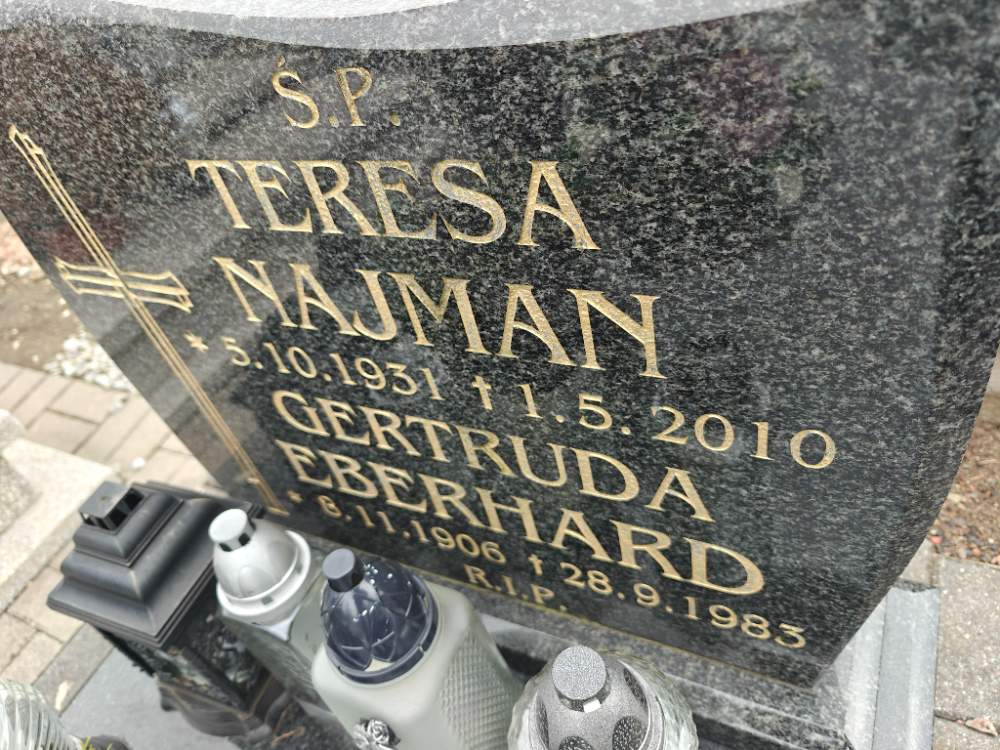 Ś.P.
TERESA
NAJMAN
* 5.10.1931 † 1.5.2010
GERTRUDA
EBERHARD
* 8.11.1906 † 28.9.1983
R.I.P.